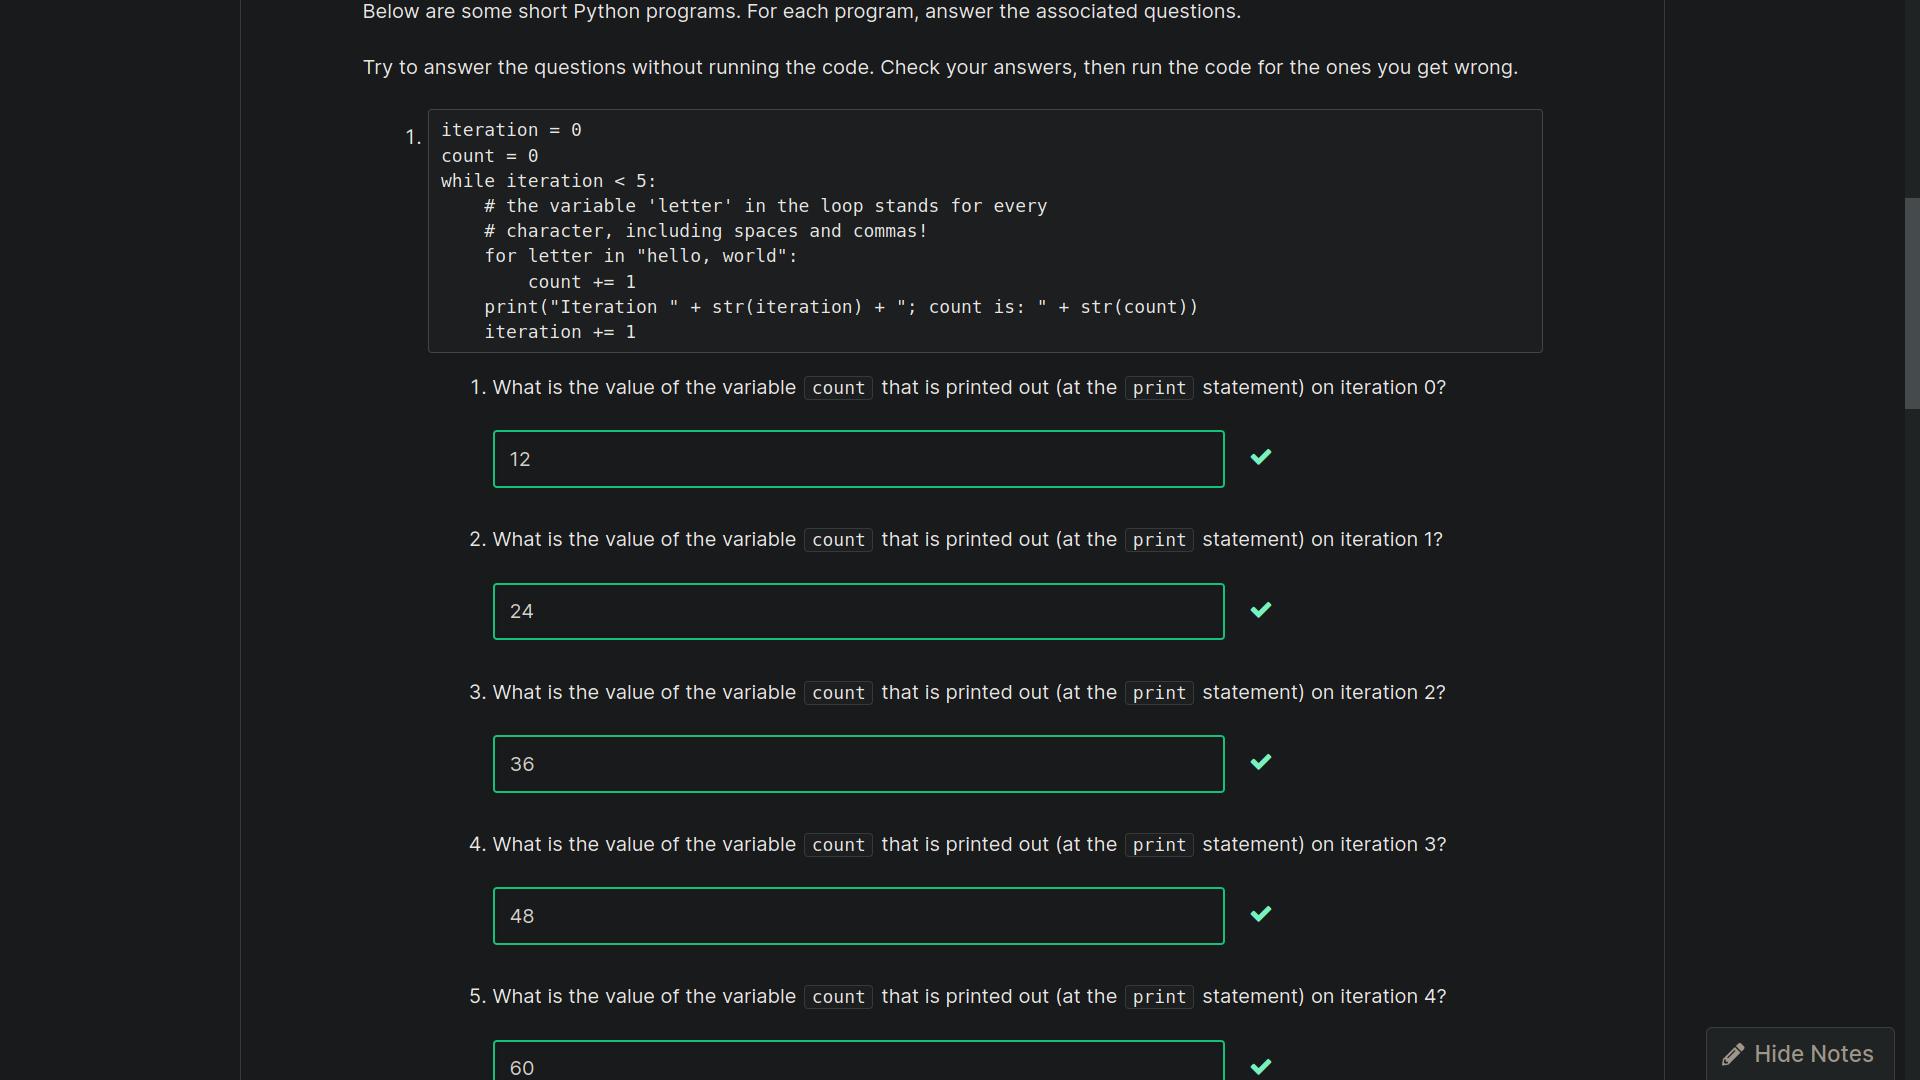 Below are some short Python programs. For each program, answer the associated questions.
Try to answer the questions without running the code. Check your answers, then run the code for the ones you get wrong.
1.
iteration = 0
count = 0
while iteration < 5:
    # the variable 'letter' in the loop stands for every
    # character, including spaces and commas!
    for letter in "hello, world":
        count += 1
    print("Iteration " + str(iteration) + "; count is: " + str(count))
    iteration += 1
1. What is the value of the variable count that is printed out (at the print statement) on iteration 0?
12
2. What is the value of the variable count that is printed out (at the print statement) on iteration 1?
24
3. What is the value of the variable count that is printed out (at the print statement) on iteration 2?
36
4. What is the value of the variable count that is printed out (at the print statement) on iteration 3?
48
5. What is the value of the variable count that is printed out (at the print statement) on iteration 4?
60
Hide Notes